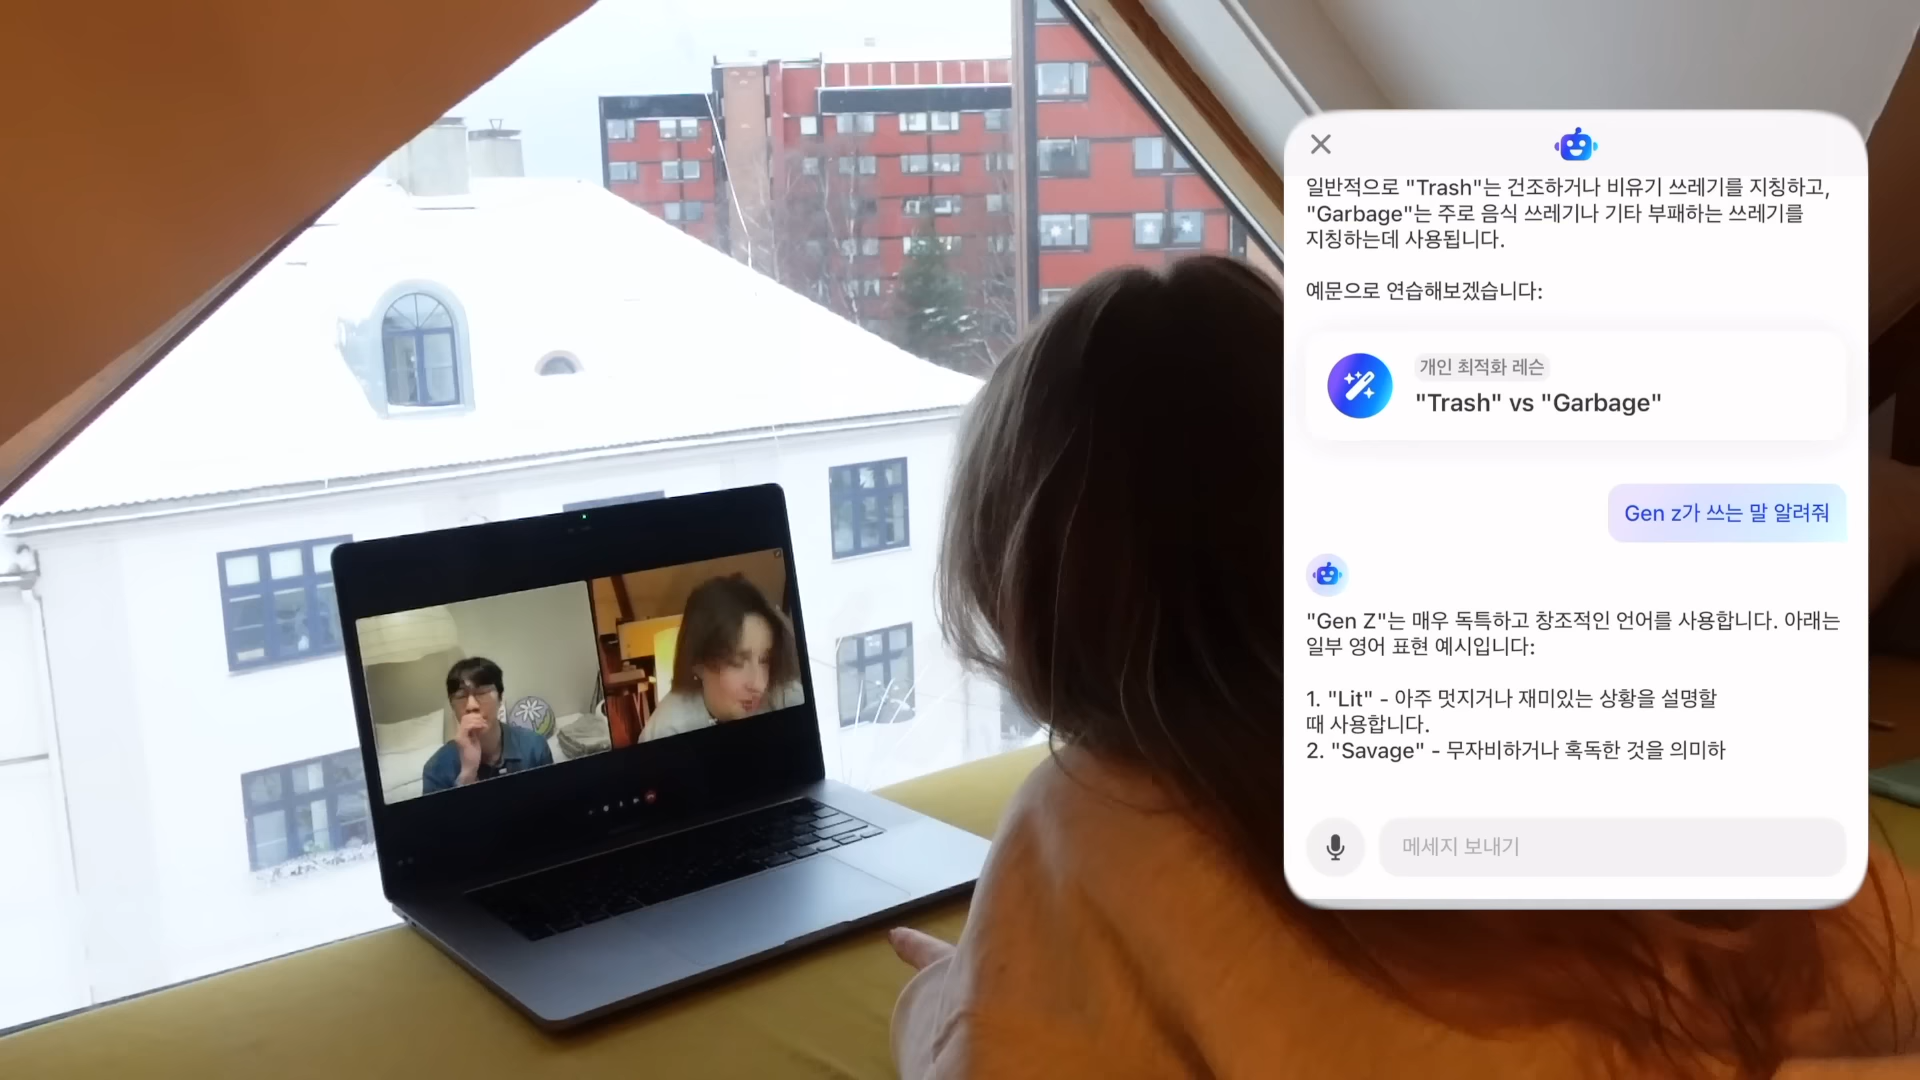 일반적으로 "Trash"는 건조하거나 비유기 쓰레기를 지칭하고,
"Garbage"는 주로 음식 쓰레기나 기타 부패하는 쓰레기를
지칭하는데 사용됩니다.
예문으로 연습해보겠습니다:
개인 최적화 레슨
"Trash" vs "Garbage"
Gen z가 쓰는 말 알려줘
"Gen Z"는 매우 독특하고 창조적인 언어를 사용합니다. 아래는
일부 영어 표현 예시입니다:
1. "Lit" - 아주 멋지거나 재미있는 상황을 설명할
때 사용합니다.
2. "Savage" - 무자비하거나 혹독한 것을 의미하
메세지 보내기